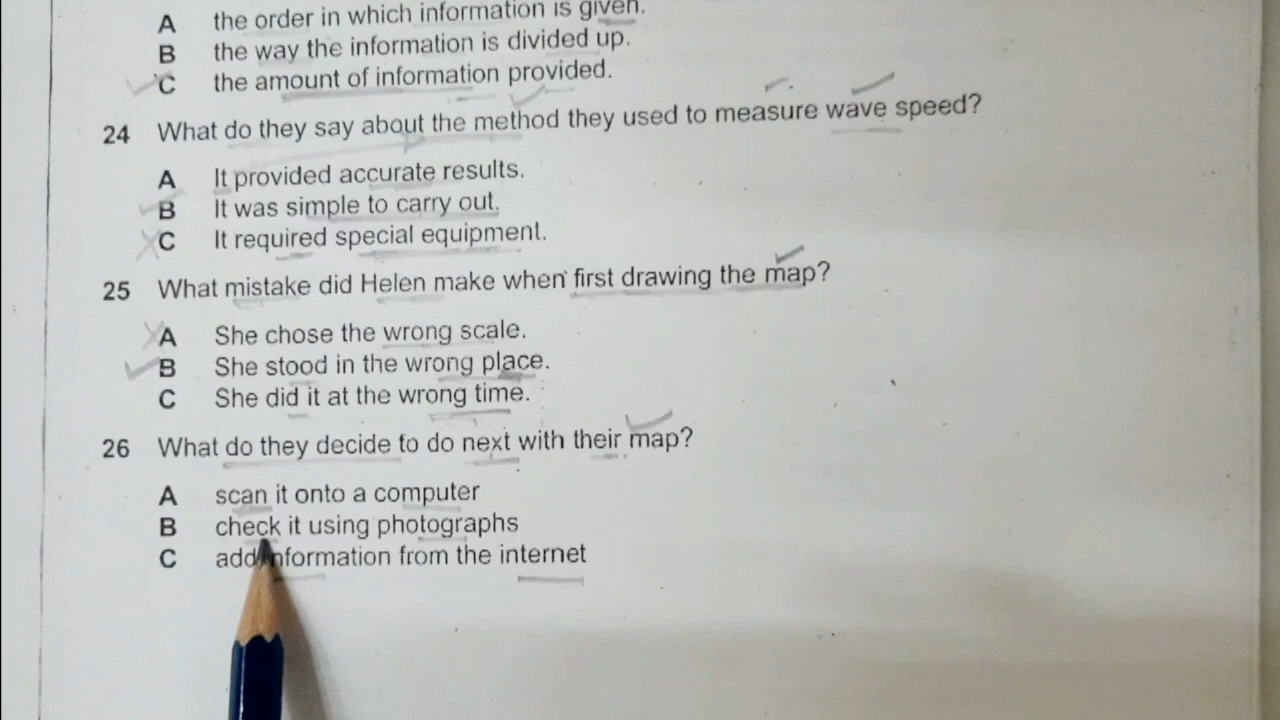 A the order in which information is given.
B the way the information is divided up.
C the amount of information provided.
24 What do they say about the method they used to measure wave speed?
A It provided accurate results.
B It was simple to carry out.
C It required special equipment.
25 What mistake did Helen make when first drawing the map?
A She chose the wrong scale.
B She stood in the wrong place.
C She did it at the wrong time.
26 What do they decide to do next with their map?
A scan it onto a computer
B check it using photographs
C add information from the internet